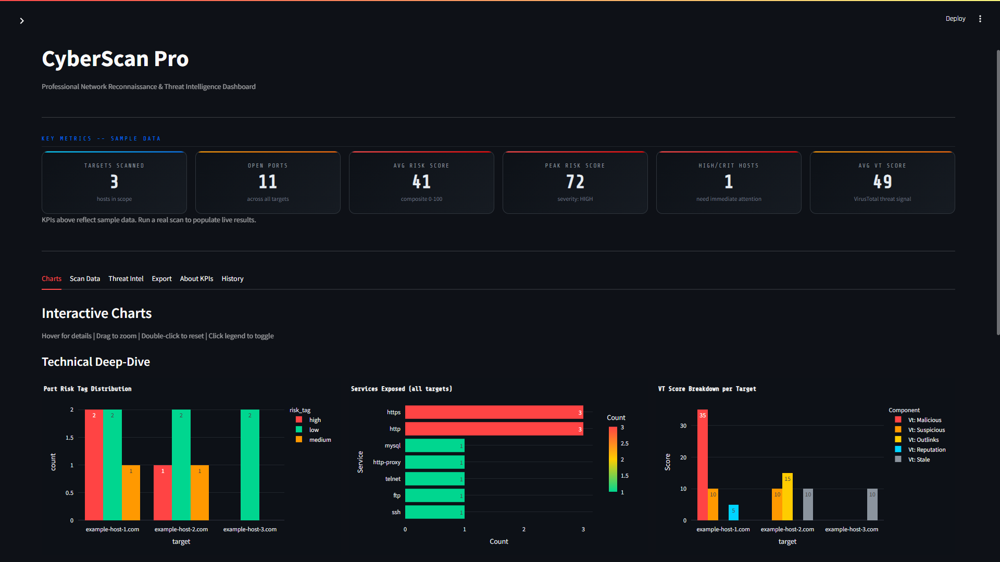 Deploy
CyberScan Pro
Professional Network Reconnaissance & Threat Intelligence Dashboard
KEY METRICS -- SAMPLE DATA
TARGETS SCANNED
3
hosts in scope
OPEN PORTS
11
across all targets
AVG RISK SCORE
41
composite 0-100
PEAK RISK SCORE
72
severity: HIGH
HIGH/CRIT HOSTS
1
need immediate attention
AVG VT SCORE
49
VirusTotal threat signal
KPIs above reflect sample data. Run a real scan to populate live results.
Charts Scan Data Threat Intel Export About KPIs History
Interactive Charts
Hover for details | Drag to zoom | Double-click to reset | Click legend to toggle
Technical Deep-Dive
Port Risk Tag Distribution
count
2
1.5
1
0.5
0
2 2 1
1 2 1
2
example-host-1.com example-host-2.com example-host-3.com
target
risk_tag
high
low
medium
Services Exposed (all targets)
Service
https 3
http 3
mysql 1
http-proxy 1
telnet 1
ftp 1
ssh 1
0 1 2 3
Count
Count
3
2.5
2
1.5
1
VT Score Breakdown per Target
Score
30
20
10
0
35 10 5
10 15 10
10
example-host-1.com example-host-2.com example-host-3.com
target
Component
Vt: Malicious
Vt: Suspicious
Vt: Outlinks
Vt: Reputation
Vt: Stale